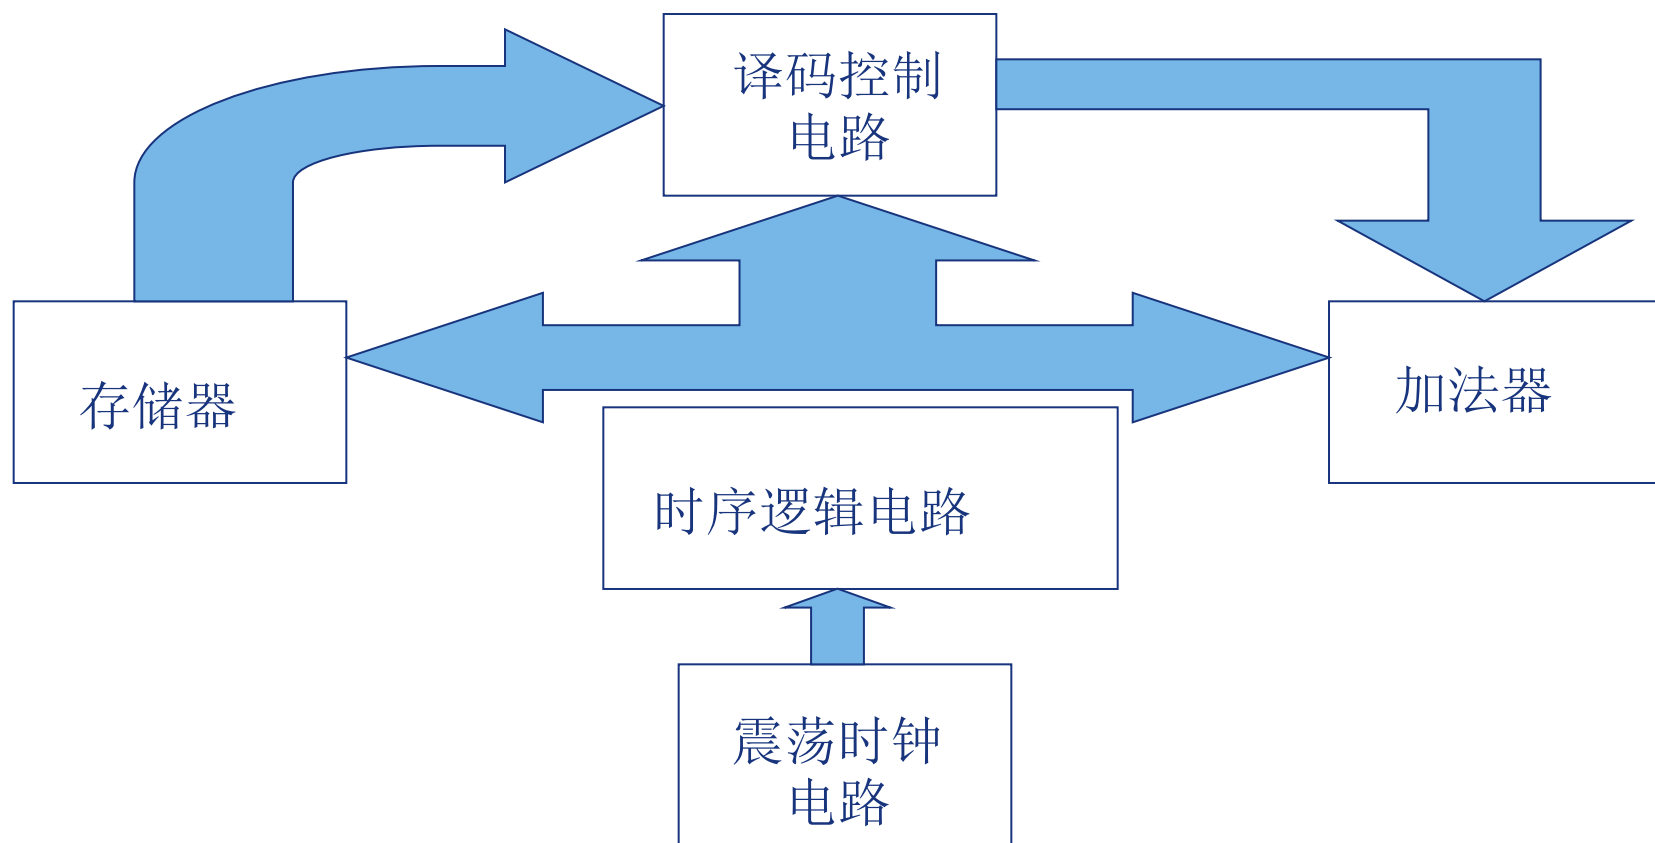 译码控制
电路
存储器
加法器
时序逻辑电路
震荡时钟
电路